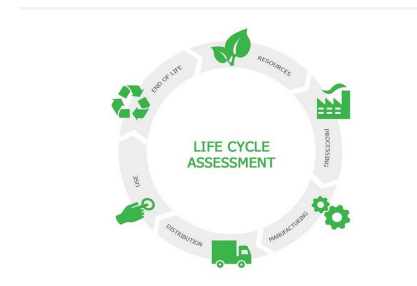 LIFE CYCLE
ASSESSMENT
RESOURCES
PROCESSING
MANUFACTURING
DISTRIBUTION
USE
END OF LIFE